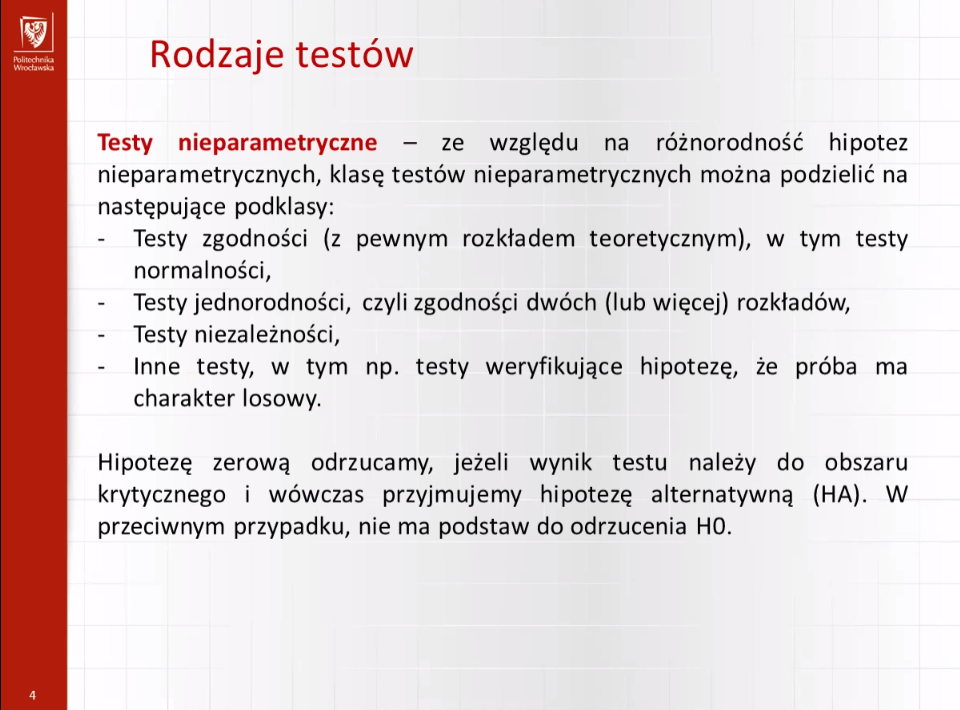 Politechnika
Wrocławska
Rodzaje testów
Testy nieparametryczne – ze względu na różnorodność hipotez
nieparametrycznych, klasę testów nieparametrycznych można podzielić na
następujące podklasy:
- Testy zgodności (z pewnym rozkładem teoretycznym), w tym testy
normalności,
- Testy jednorodności, czyli zgodności dwóch (lub więcej) rozkładów,
- Testy niezależności,
- Inne testy, w tym np. testy weryfikujące hipotezę, że próba ma
charakter losowy.
Hipotezę zerową odrzucamy, jeżeli wynik testu należy do obszaru
krytycznego i wówczas przyjmujemy hipotezę alternatywną (HA). W
przeciwnym przypadku, nie ma podstaw do odrzucenia H0.
4